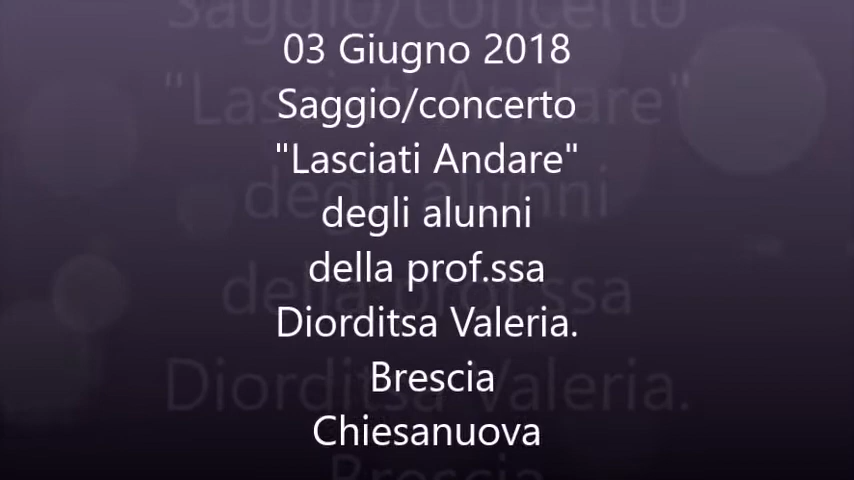 03 Giugno 2018
Saggio/concerto
"Lasciati Andare"
degli alunni
della prof.ssa
Diorditsa Valeria.
Brescia
Chiesanuova